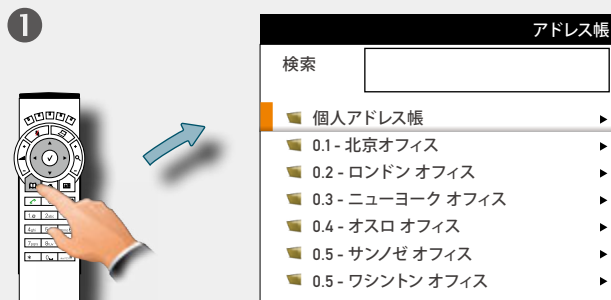 1
アドレス帳
検索
個人アドレス帳
0.1 - 北京オフィス
0.2 - ロンドン オフィス
0.3 - ニューヨーク オフィス
0.4 - オスロ オフィス
0.5 - サンノゼ オフィス
0.5 - ワシントン オフィス